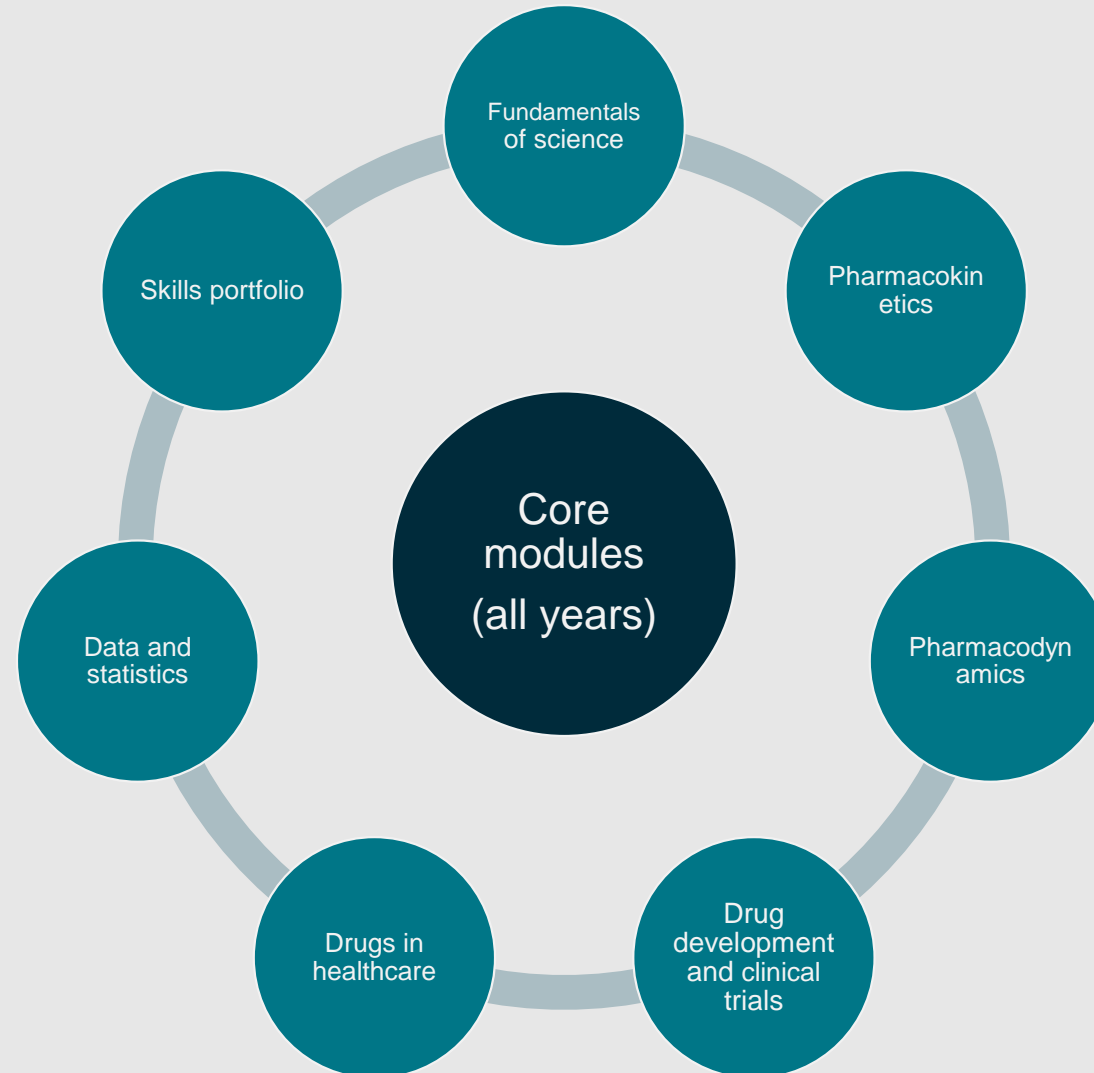 Fundamentals
of science
Pharmacokin
etics
Pharmacodyn
amics
Drug
development
and clinical
trials
Drugs in
healthcare
Data and
statistics
Skills portfolio
Core
modules
(all years)